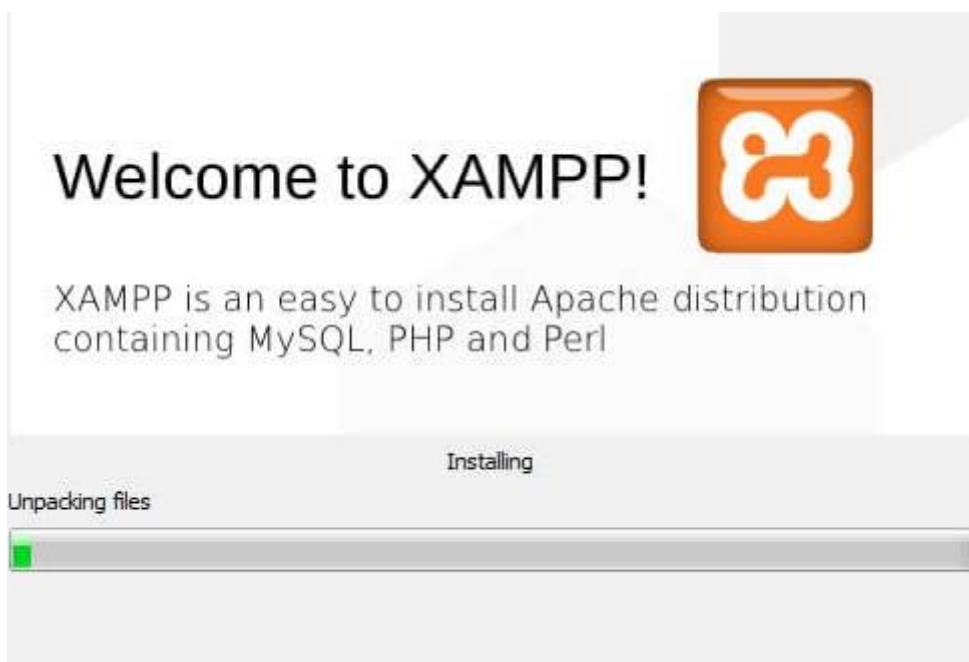 Welcome to XAMPP!
XAMPP is an easy to install Apache distribution
containing MySQL, PHP and Perl
Installing
Unpacking files